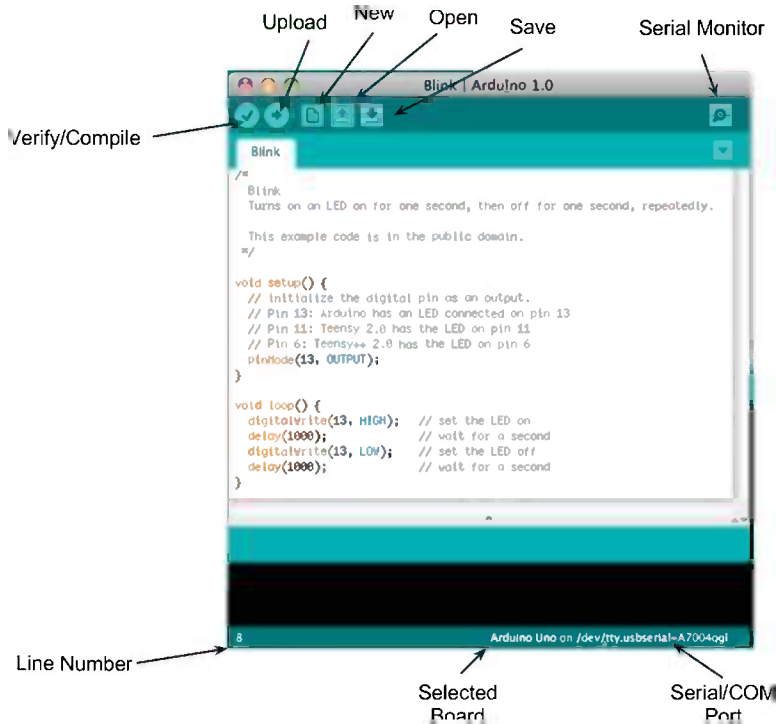 Upload
New
Open
Save
Serial Monitor
Verify/Compile
Blink | Arduino 1.0
Blink
/*
  Blink
  Turns on an LED on for one second, then off for one second, repeatedly.

  This example code is in the public domain.
 */

void setup() {
  // initialize the digital pin as an output.
  // Pin 13: Arduino has an LED connected on pin 13
  // Pin 11: Teensy 2.0 has the LED on pin 11
  // Pin 6: Teensy++ 2.0 has the LED on pin 6
  pinMode(13, OUTPUT);
}

void loop() {
  digitalWrite(13, HIGH);   // set the LED on
  delay(1000);              // wait for a second
  digitalWrite(13, LOW);    // set the LED off
  delay(1000);              // wait for a second
}
8
Arduino Uno on /dev/tty.usbserial-A7004ogi
Line Number
Selected
Board
Serial/COM
Port